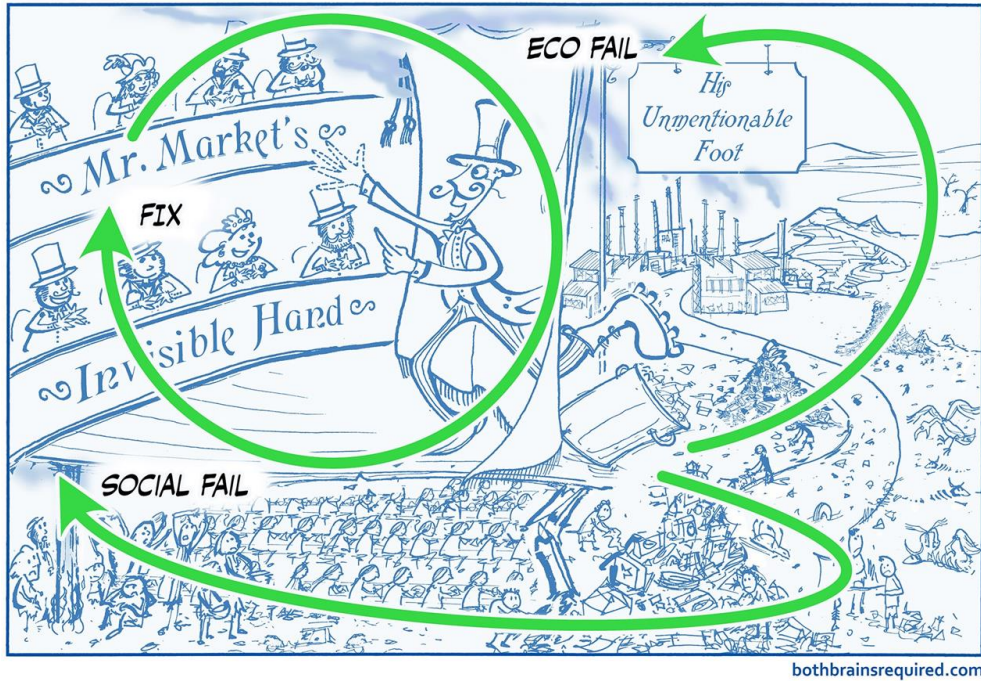 ECO FAIL
His
Unmentionable
Foot
Mr. Market's
FIX
Invisible Hand
SOCIAL FAIL
bothbrainsrequired.com